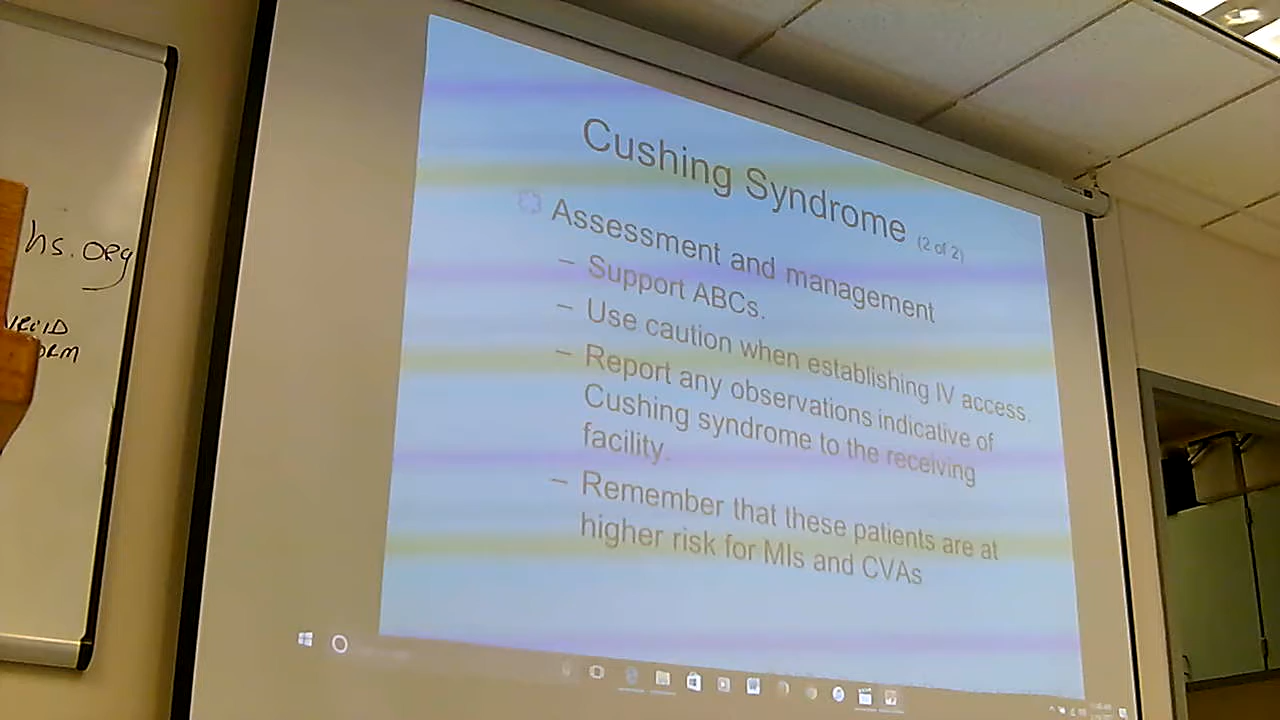 hs.org
Cushing Syndrome (2 of 2)
Assessment and management
– Support ABCs.
– Use caution when establishing IV access.
– Report any observations indicative of
Cushing syndrome to the receiving
facility.
– Remember that these patients are at
higher risk for MIs and CVAs